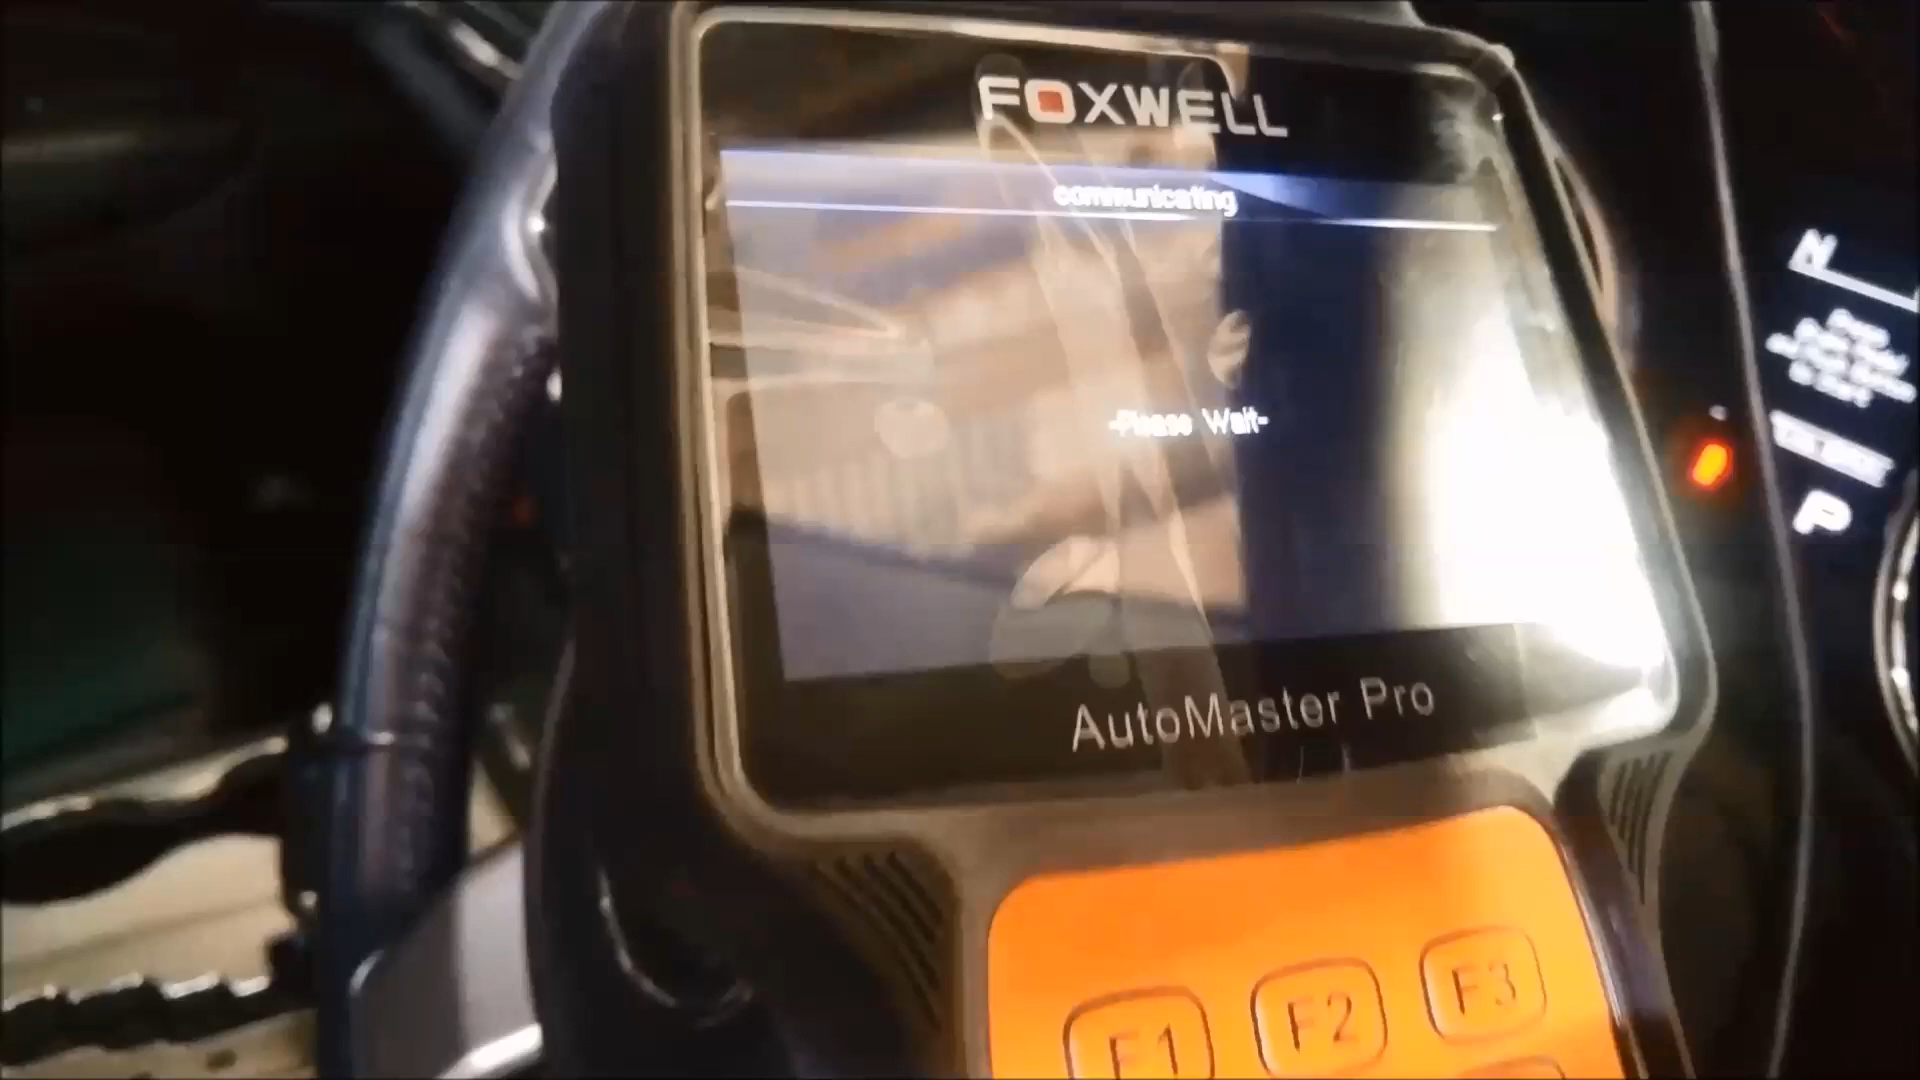 FOXWELL
communicating
-Please Wait-
AutoMaster Pro
F1 F2 F3
N
P